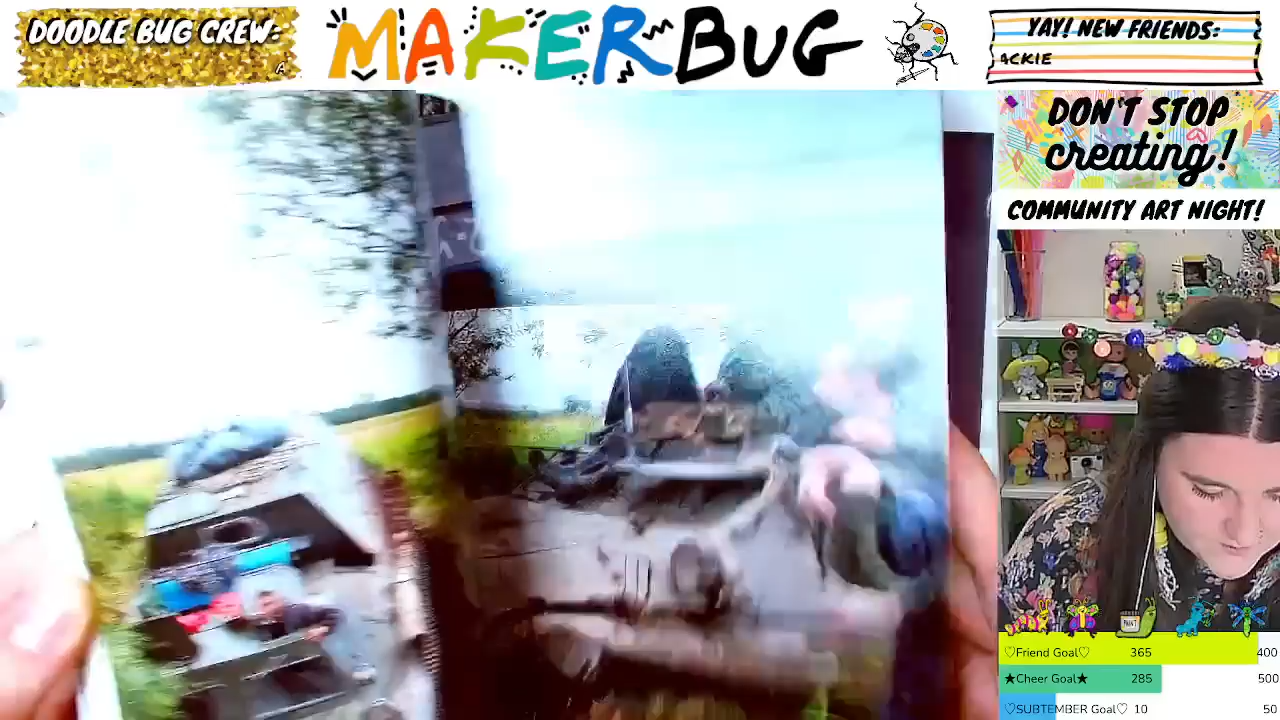 DOODLE BUG CREW:
A
MAKERBUG
YAY! NEW FRIENDS:
ACKIE
DON'T STOP
creating!
COMMUNITY ART NIGHT!
PAINT
♡Friend Goal♡ 365 400
★Cheer Goal★ 285 500
♡SUBTEMBER Goal♡ 10 50